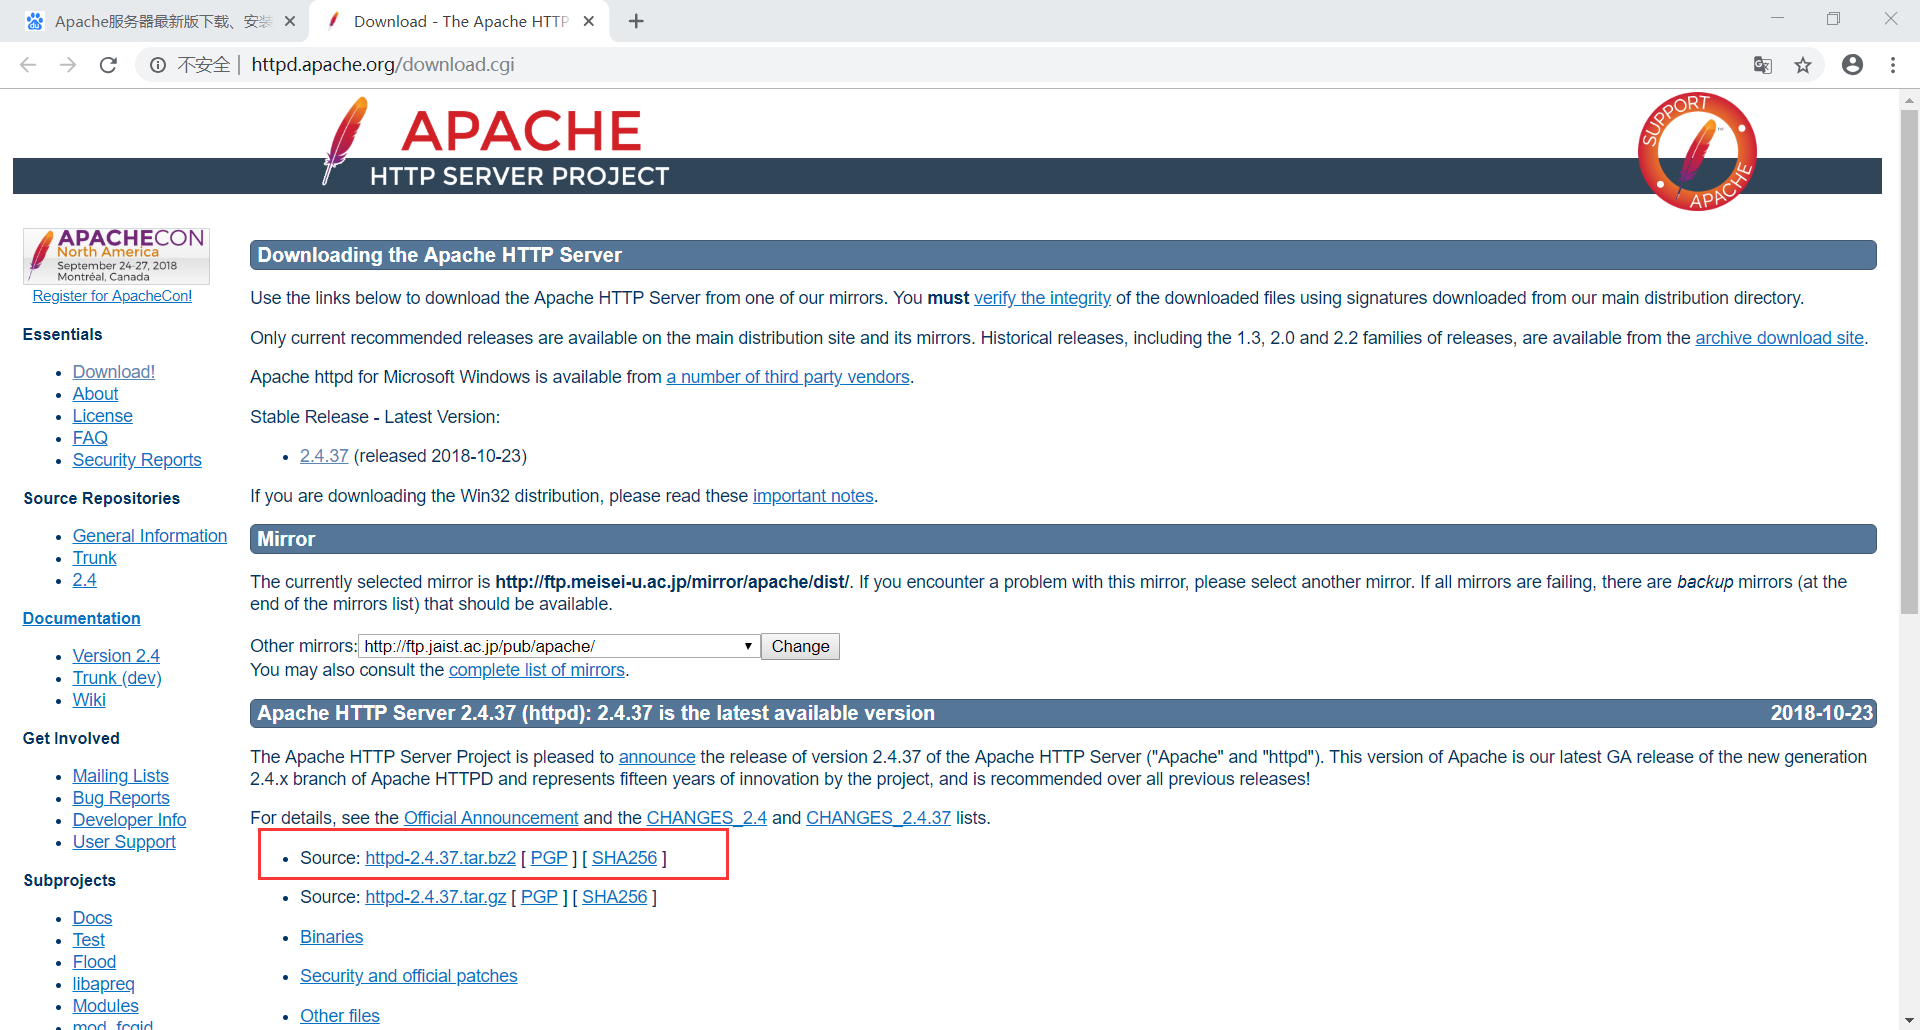 Apache服务器最新版下载、安装
Download - The Apache HTTP
不安全 | httpd.apache.org/download.cgi
APACHE
HTTP SERVER PROJECT
SUPPORT
APACHE
APACHECON
North America
September 24-27, 2018
Montréal, Canada
Register for ApacheCon!
Essentials
Download!
About
License
FAQ
Security Reports
Source Repositories
General Information
Trunk
2.4
Documentation
Version 2.4
Trunk (dev)
Wiki
Get Involved
Mailing Lists
Bug Reports
Developer Info
User Support
Subprojects
Docs
Test
Flood
libapreq
Modules
mod_fcgid
Downloading the Apache HTTP Server
Use the links below to download the Apache HTTP Server from one of our mirrors. You must verify the integrity of the downloaded files using signatures downloaded from our main distribution directory.
Only current recommended releases are available on the main distribution site and its mirrors. Historical releases, including the 1.3, 2.0 and 2.2 families of releases, are available from the archive download site.
Apache httpd for Microsoft Windows is available from a number of third party vendors.
Stable Release - Latest Version:
2.4.37 (released 2018-10-23)
If you are downloading the Win32 distribution, please read these important notes.
Mirror
The currently selected mirror is http://ftp.meisei-u.ac.jp/mirror/apache/dist/. If you encounter a problem with this mirror, please select another mirror. If all mirrors are failing, there are backup mirrors (at the
end of the mirrors list) that should be available.
Other mirrors: http://ftp.jaist.ac.jp/pub/apache/ Change
You may also consult the complete list of mirrors.
Apache HTTP Server 2.4.37 (httpd): 2.4.37 is the latest available version 2018-10-23
The Apache HTTP Server Project is pleased to announce the release of version 2.4.37 of the Apache HTTP Server ("Apache" and "httpd"). This version of Apache is our latest GA release of the new generation
2.4.x branch of Apache HTTPD and represents fifteen years of innovation by the project, and is recommended over all previous releases!
For details, see the Official Announcement and the CHANGES_2.4 and CHANGES_2.4.37 lists.
Source: httpd-2.4.37.tar.bz2 [ PGP ] [ SHA256 ]
Source: httpd-2.4.37.tar.gz [ PGP ] [ SHA256 ]
Binaries
Security and official patches
Other files